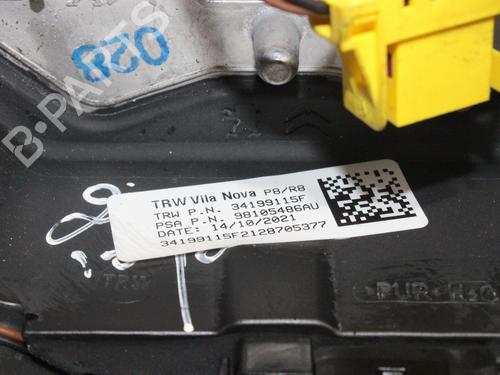 028
B-PARTS
TRW Vila Nova P8/R8
TRW P.N. 34199115F
PSA P.N. 98105486AU
DATE: 14/10/2021
34199115F2128705377
TRW